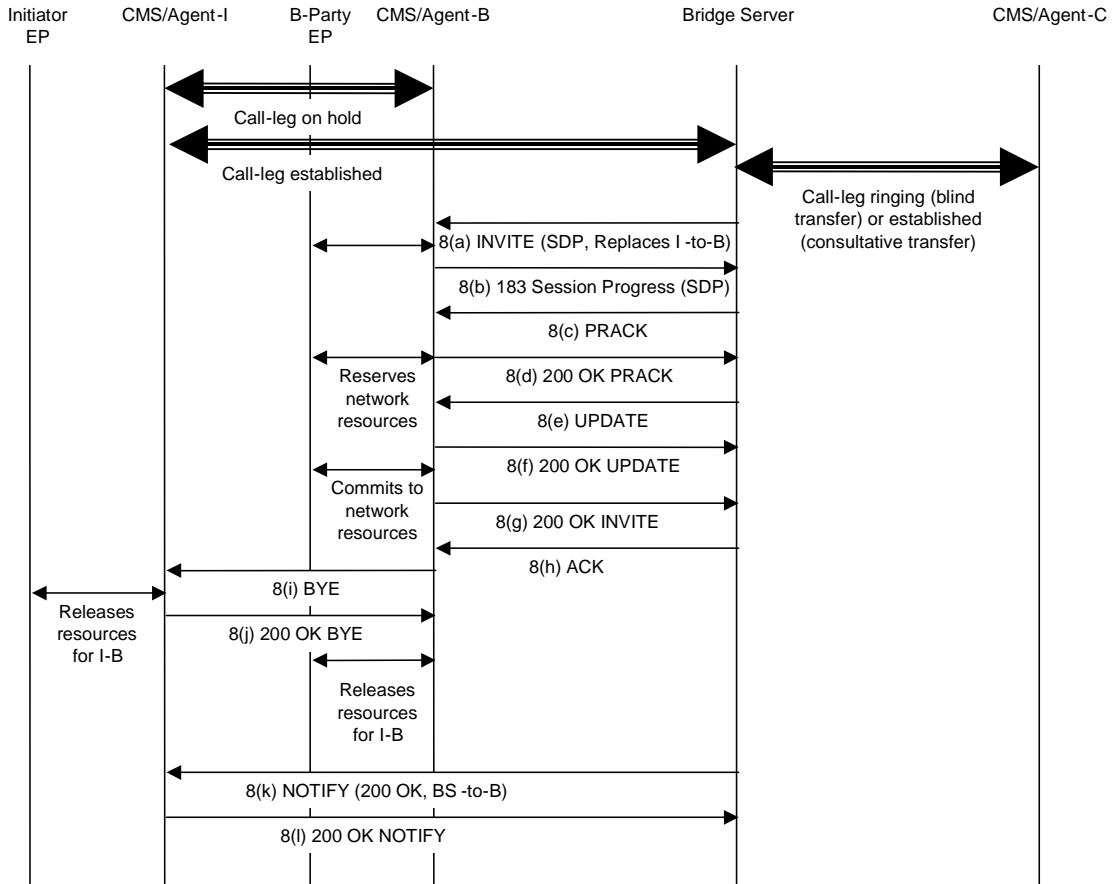 Initiator
EP
CMS/Agent-I
B-Party
EP
CMS/Agent-B
Bridge Server
CMS/Agent-C
Call-leg on hold
Call-leg established
Call-leg ringing (blind
transfer) or established
(consultative transfer)
8(a) INVITE (SDP, Replaces I -to-B)
8(b) 183 Session Progress (SDP)
8(c) PRACK
Reserves
network
resources
8(d) 200 OK PRACK
8(e) UPDATE
8(f) 200 OK UPDATE
Commits to
network
resources
8(g) 200 OK INVITE
8(h) ACK
8(i) BYE
Releases
resources
for I-B
8(j) 200 OK BYE
Releases
resources
for I-B
8(k) NOTIFY (200 OK, BS -to-B)
8(l) 200 OK NOTIFY